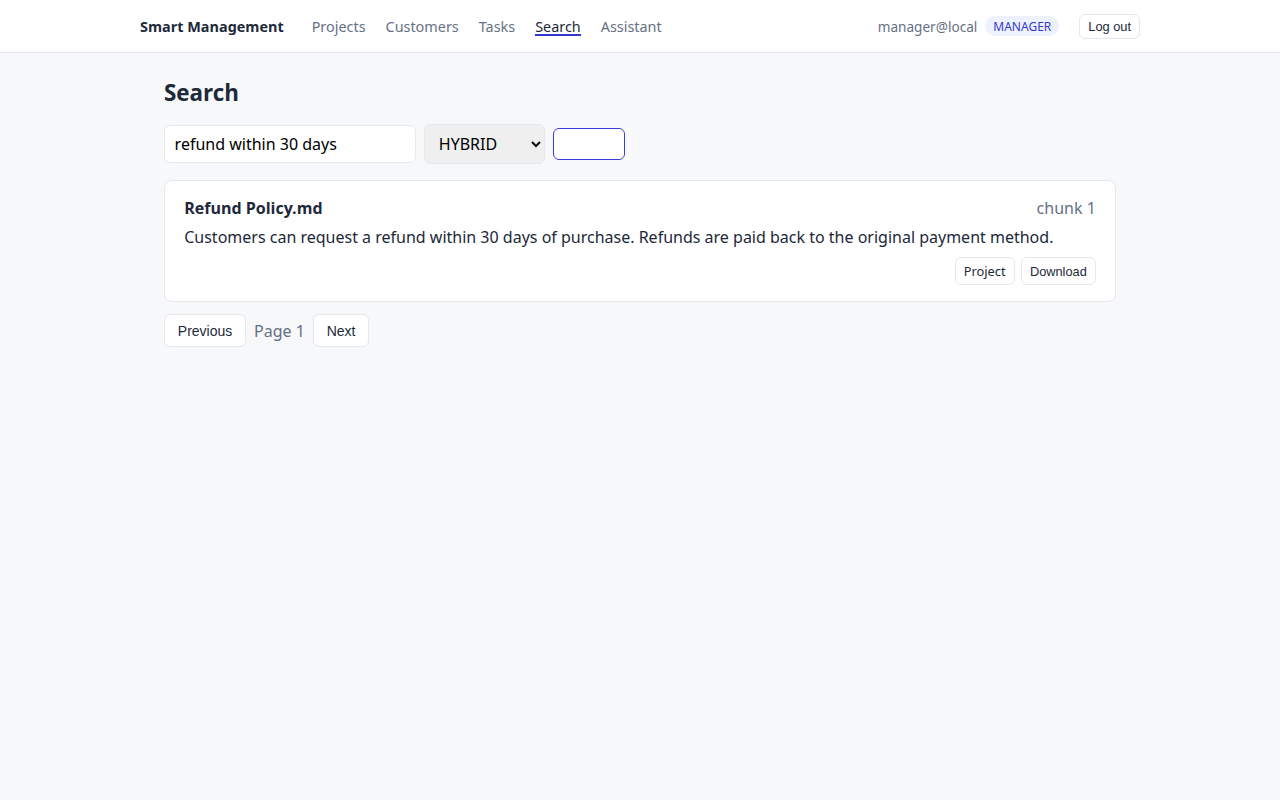 Smart Management Projects Customers Tasks Search Assistant manager@local MANAGER Log out
Search
refund within 30 days HYBRID
Refund Policy.md chunk 1
Customers can request a refund within 30 days of purchase. Refunds are paid back to the original payment method.
Project Download
Previous Page 1 Next